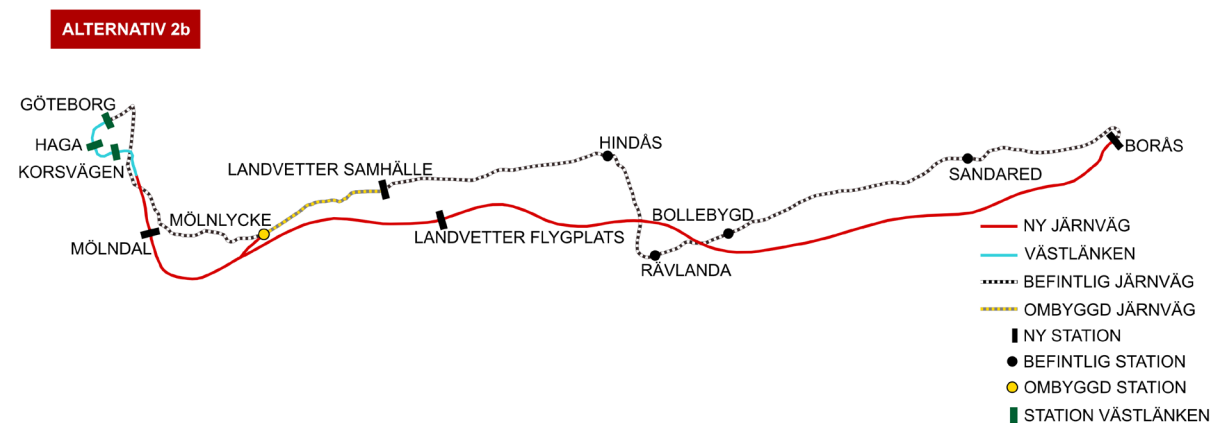 ALTERNATIV 2b
GÖTEBORG
HAGA
KORSVÄGEN
MÖLNDAL
MÖLNLYCKE
LANDVETTER SAMHÄLLE
LANDVETTER FLYGPLATS
HINDÅS
RÄVLANDA
BOLLEBYGD
SANDARED
BORÅS
NY JÄRNVÄG
VÄSTLÄNKEN
BEFINTLIG JÄRNVÄG
OMBYGGD JÄRNVÄG
NY STATION
BEFINTLIG STATION
OMBYGGD STATION
STATION VÄSTLÄNKEN